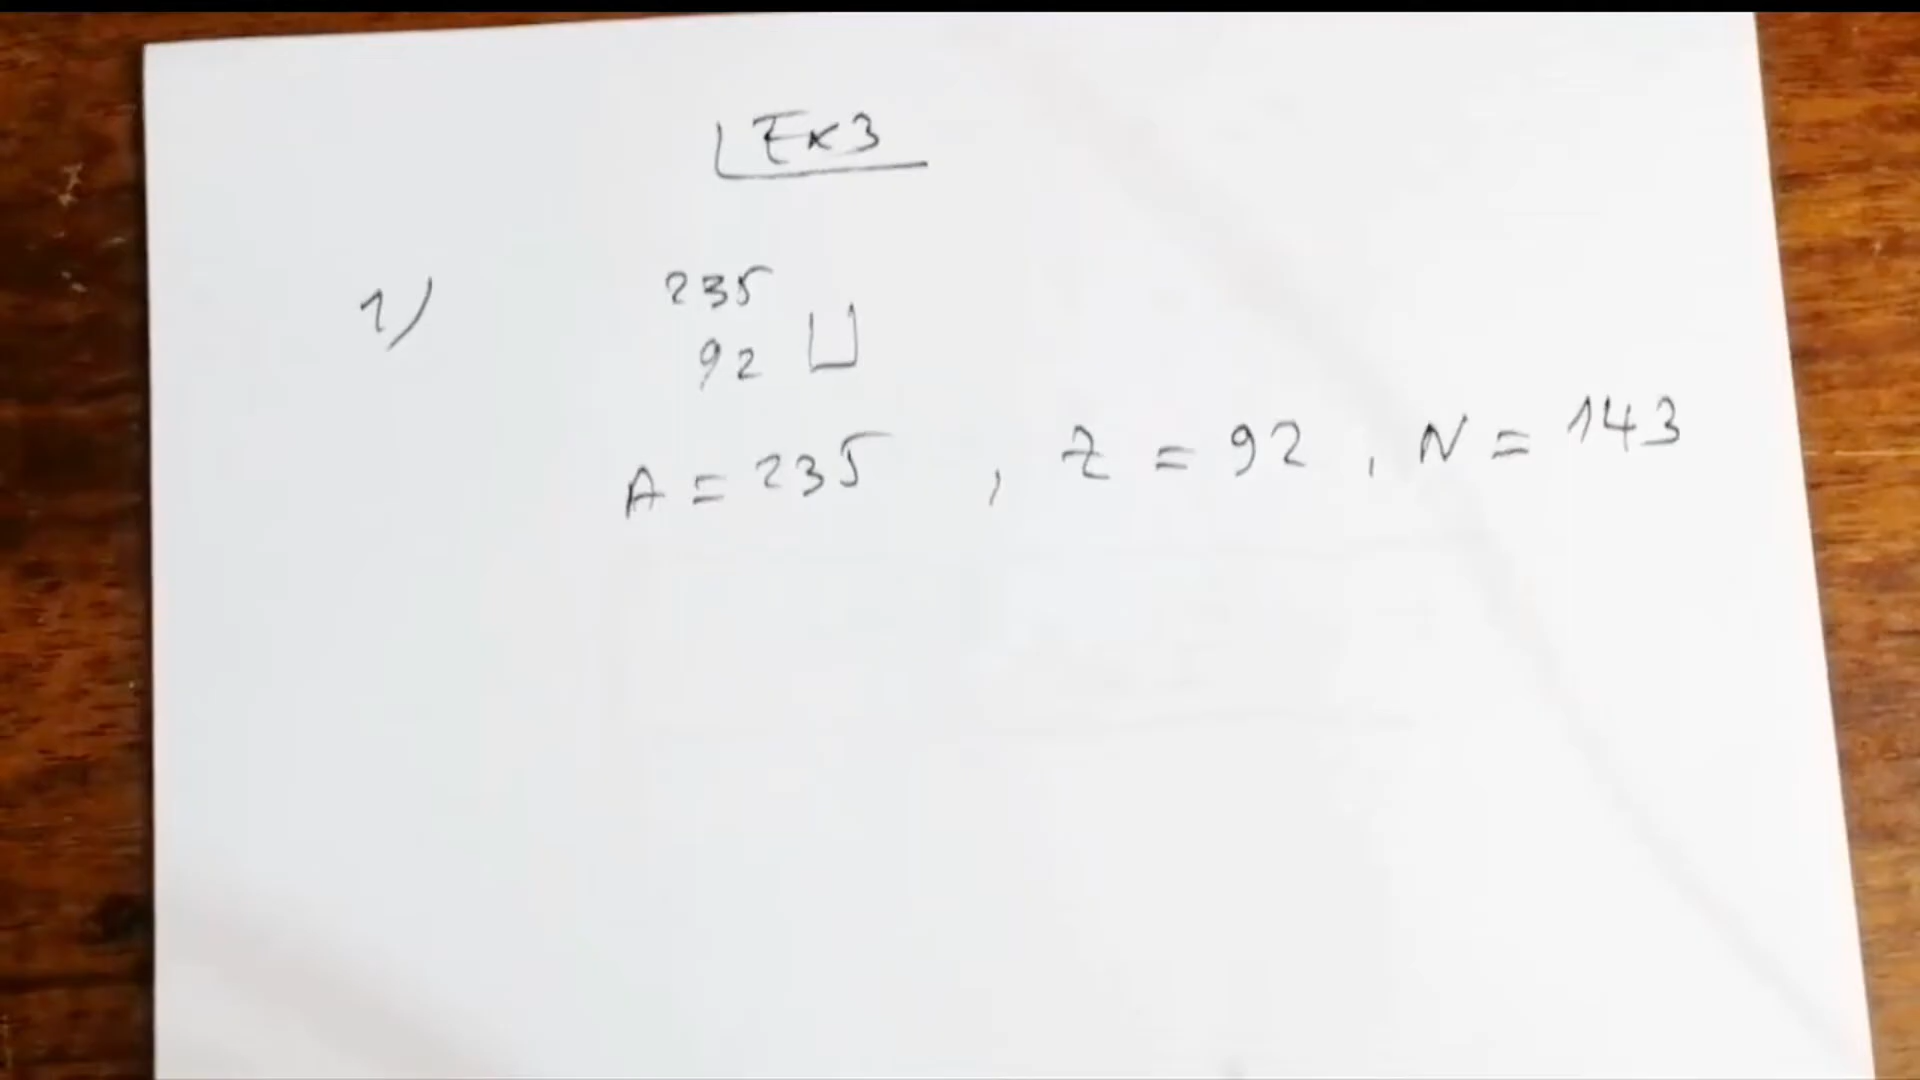 Ex3
1) 235
92 U
A = 235 , Z = 92 , N = 143